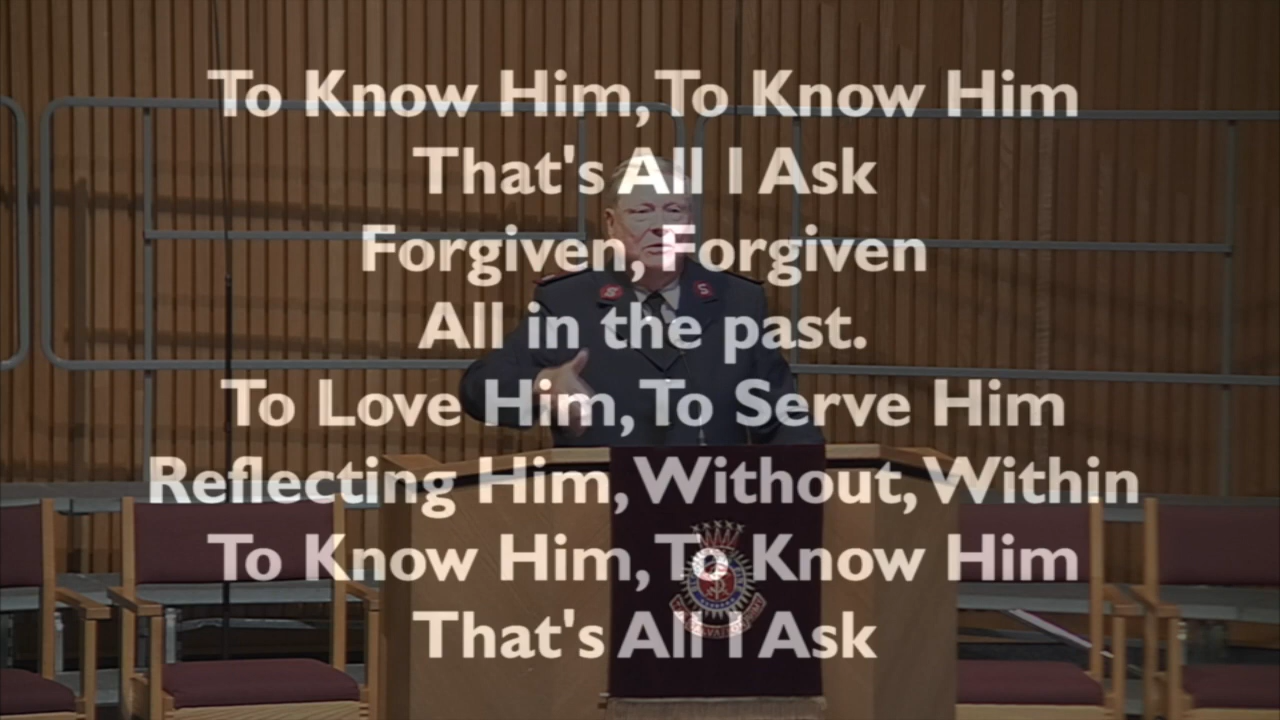 To Know Him, To Know Him
That's All I Ask
Forgiven, Forgiven
All in the past.
To Love Him, To Serve Him
Reflecting Him, Without, Within
To Know Him, To Know Him
That's All I Ask
S
S